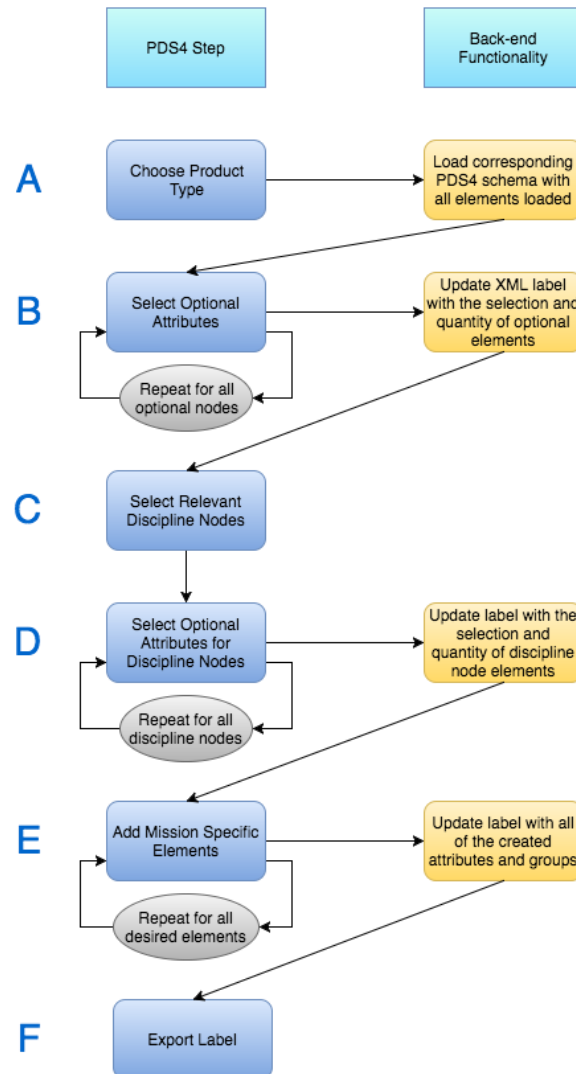 PDS4 Step
Back-end
Functionality
A
Choose Product
Type
Load corresponding
PDS4 schema with
all elements loaded
B
Select Optional
Attributes
Update XML label
with the selection and
quantity of optional
elements
Repeat for all
optional nodes
C
Select Relevant
Discipline Nodes
D
Select Optional
Attributes for
Discipline Nodes
Update label with the
selection and
quantity of discipline
node elements
Repeat for all
discipline nodes
E
Add Mission Specific
Elements
Update label with all
of the created
attributes and groups
Repeat for all
desired elements
F
Export Label